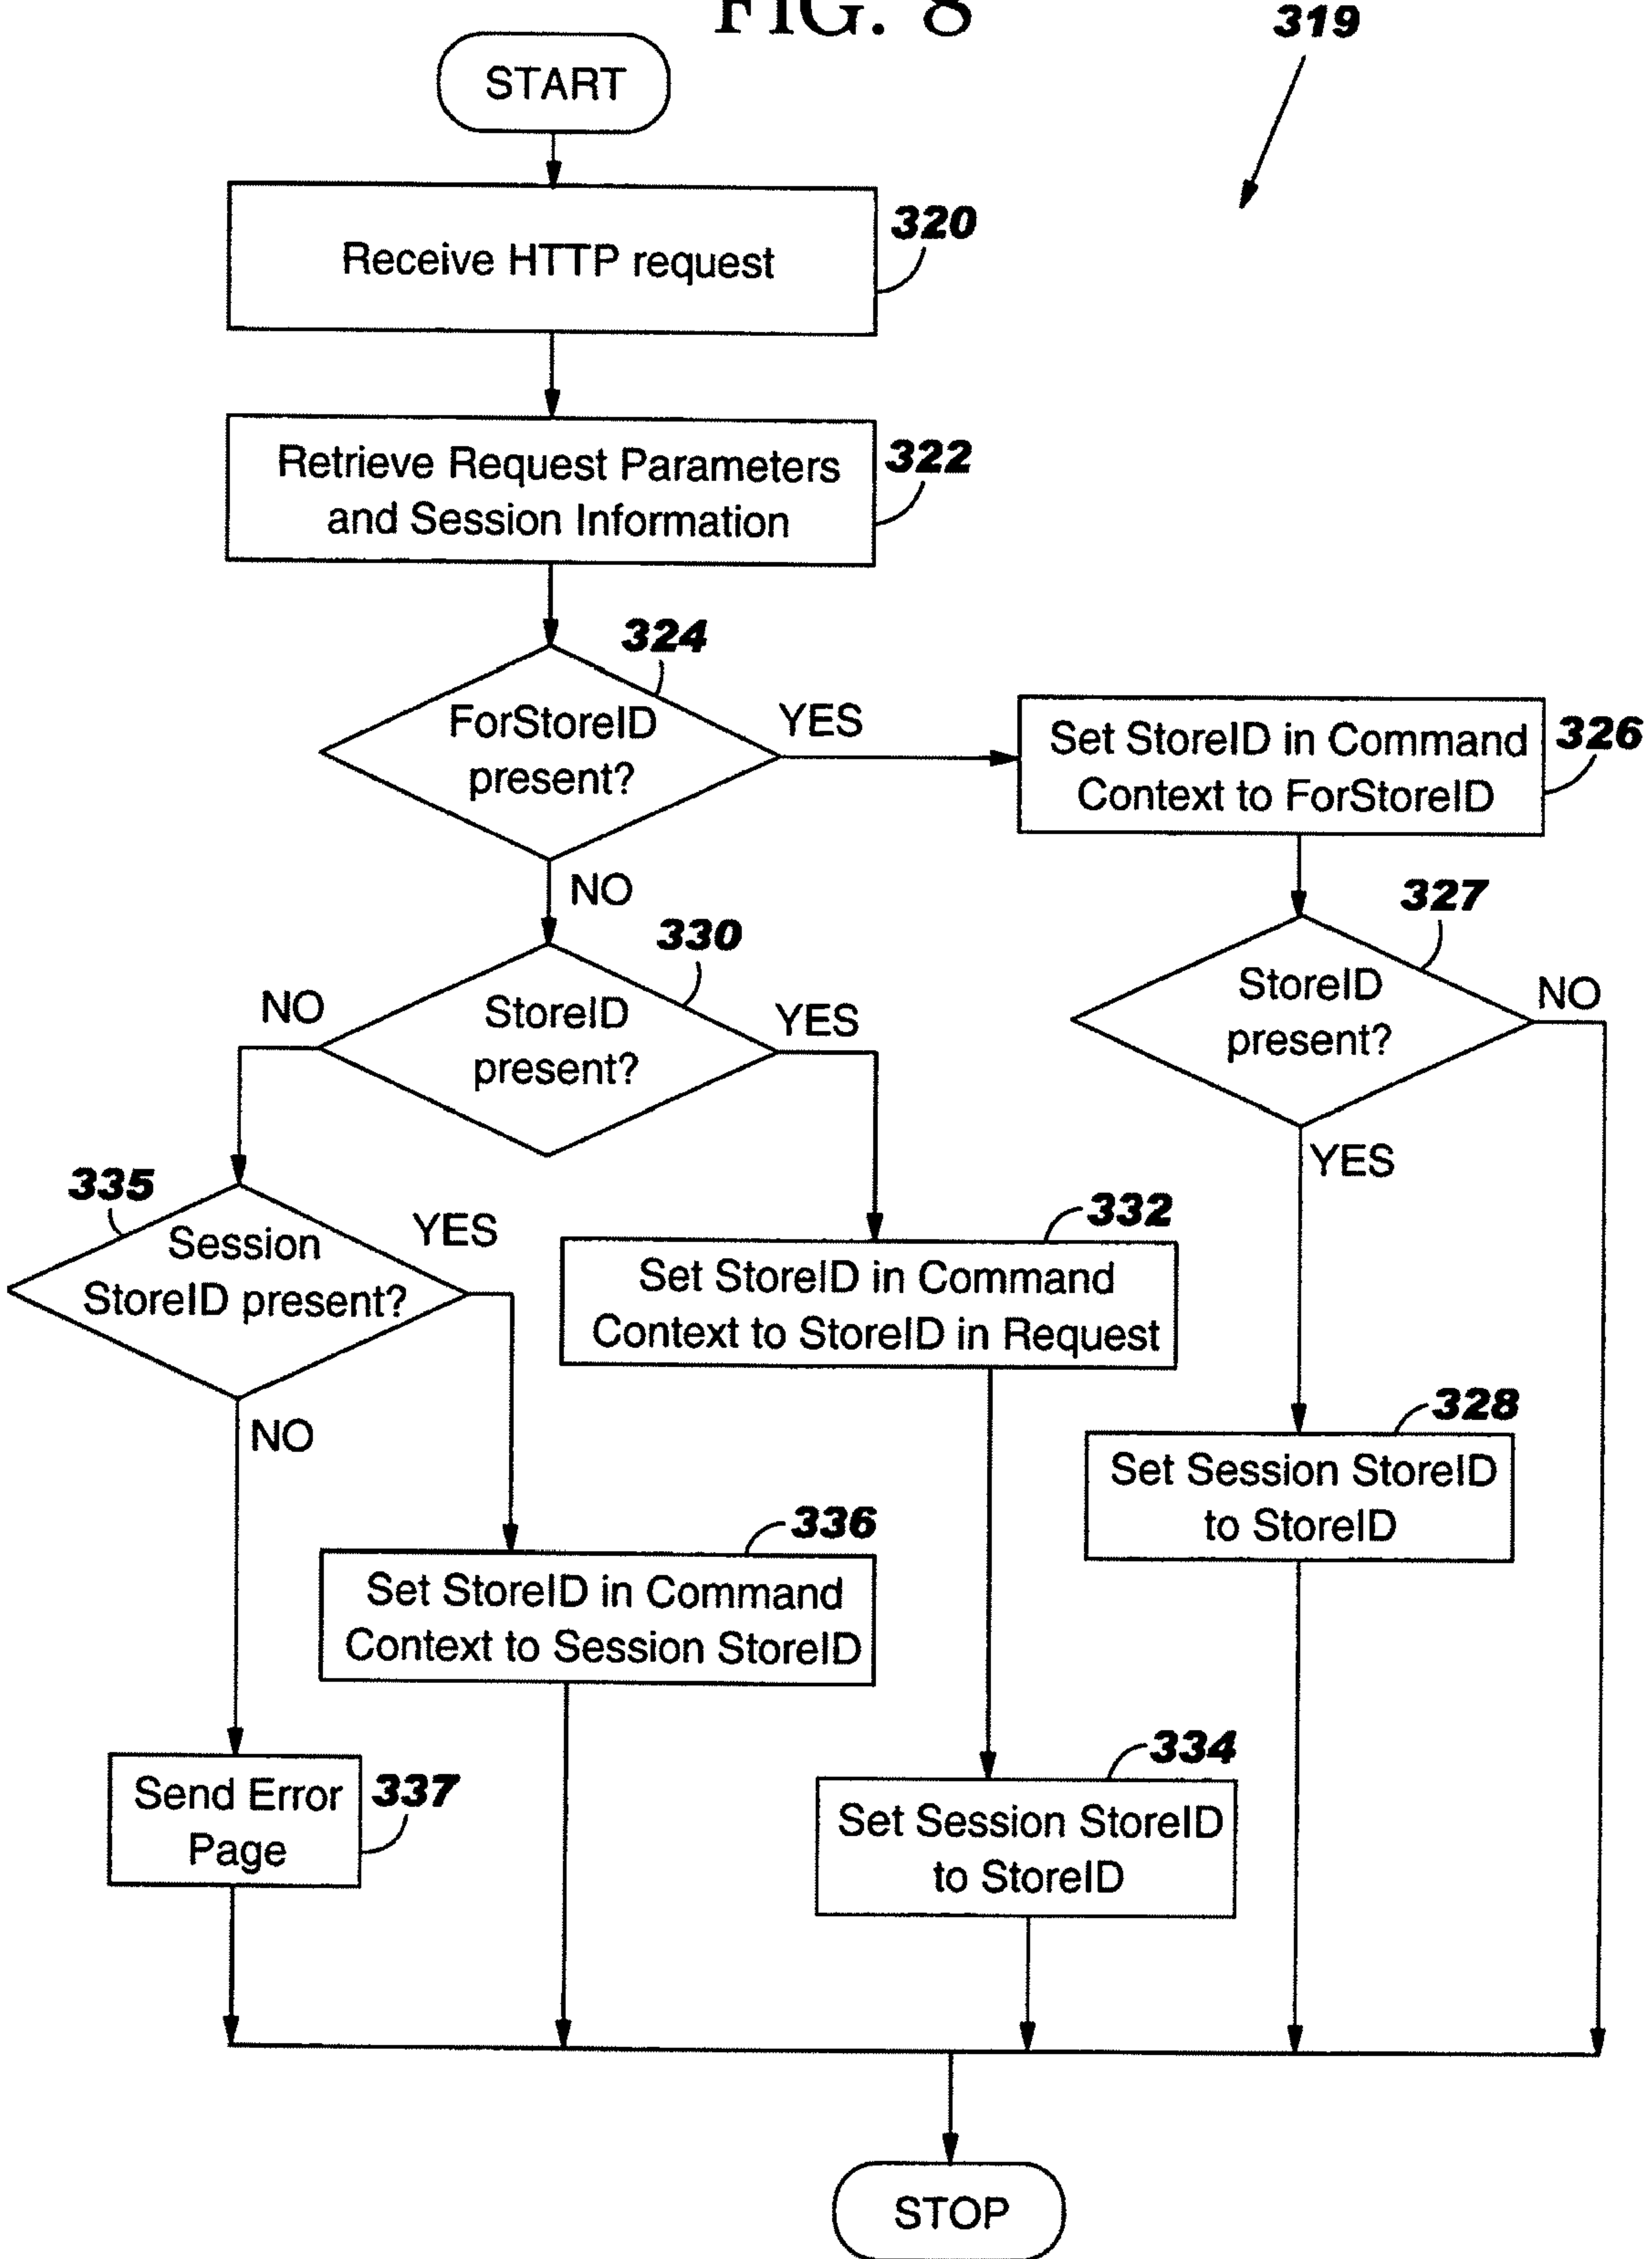 FIG. 8
319
START
Receive HTTP request
320
Retrieve Request Parameters
and Session Information
322
324
ForStoreID
present?
YES
NO
Set StoreID in Command
Context to ForStoreID
326
327
StoreID
present?
NO
YES
330
StoreID
present?
NO
YES
335
Session
StoreID present?
YES
NO
332
Set StoreID in Command
Context to StoreID in Request
328
Set Session StoreID
to StoreID
336
Set StoreID in Command
Context to Session StoreID
334
Set Session StoreID
to StoreID
Send Error
Page
337
STOP